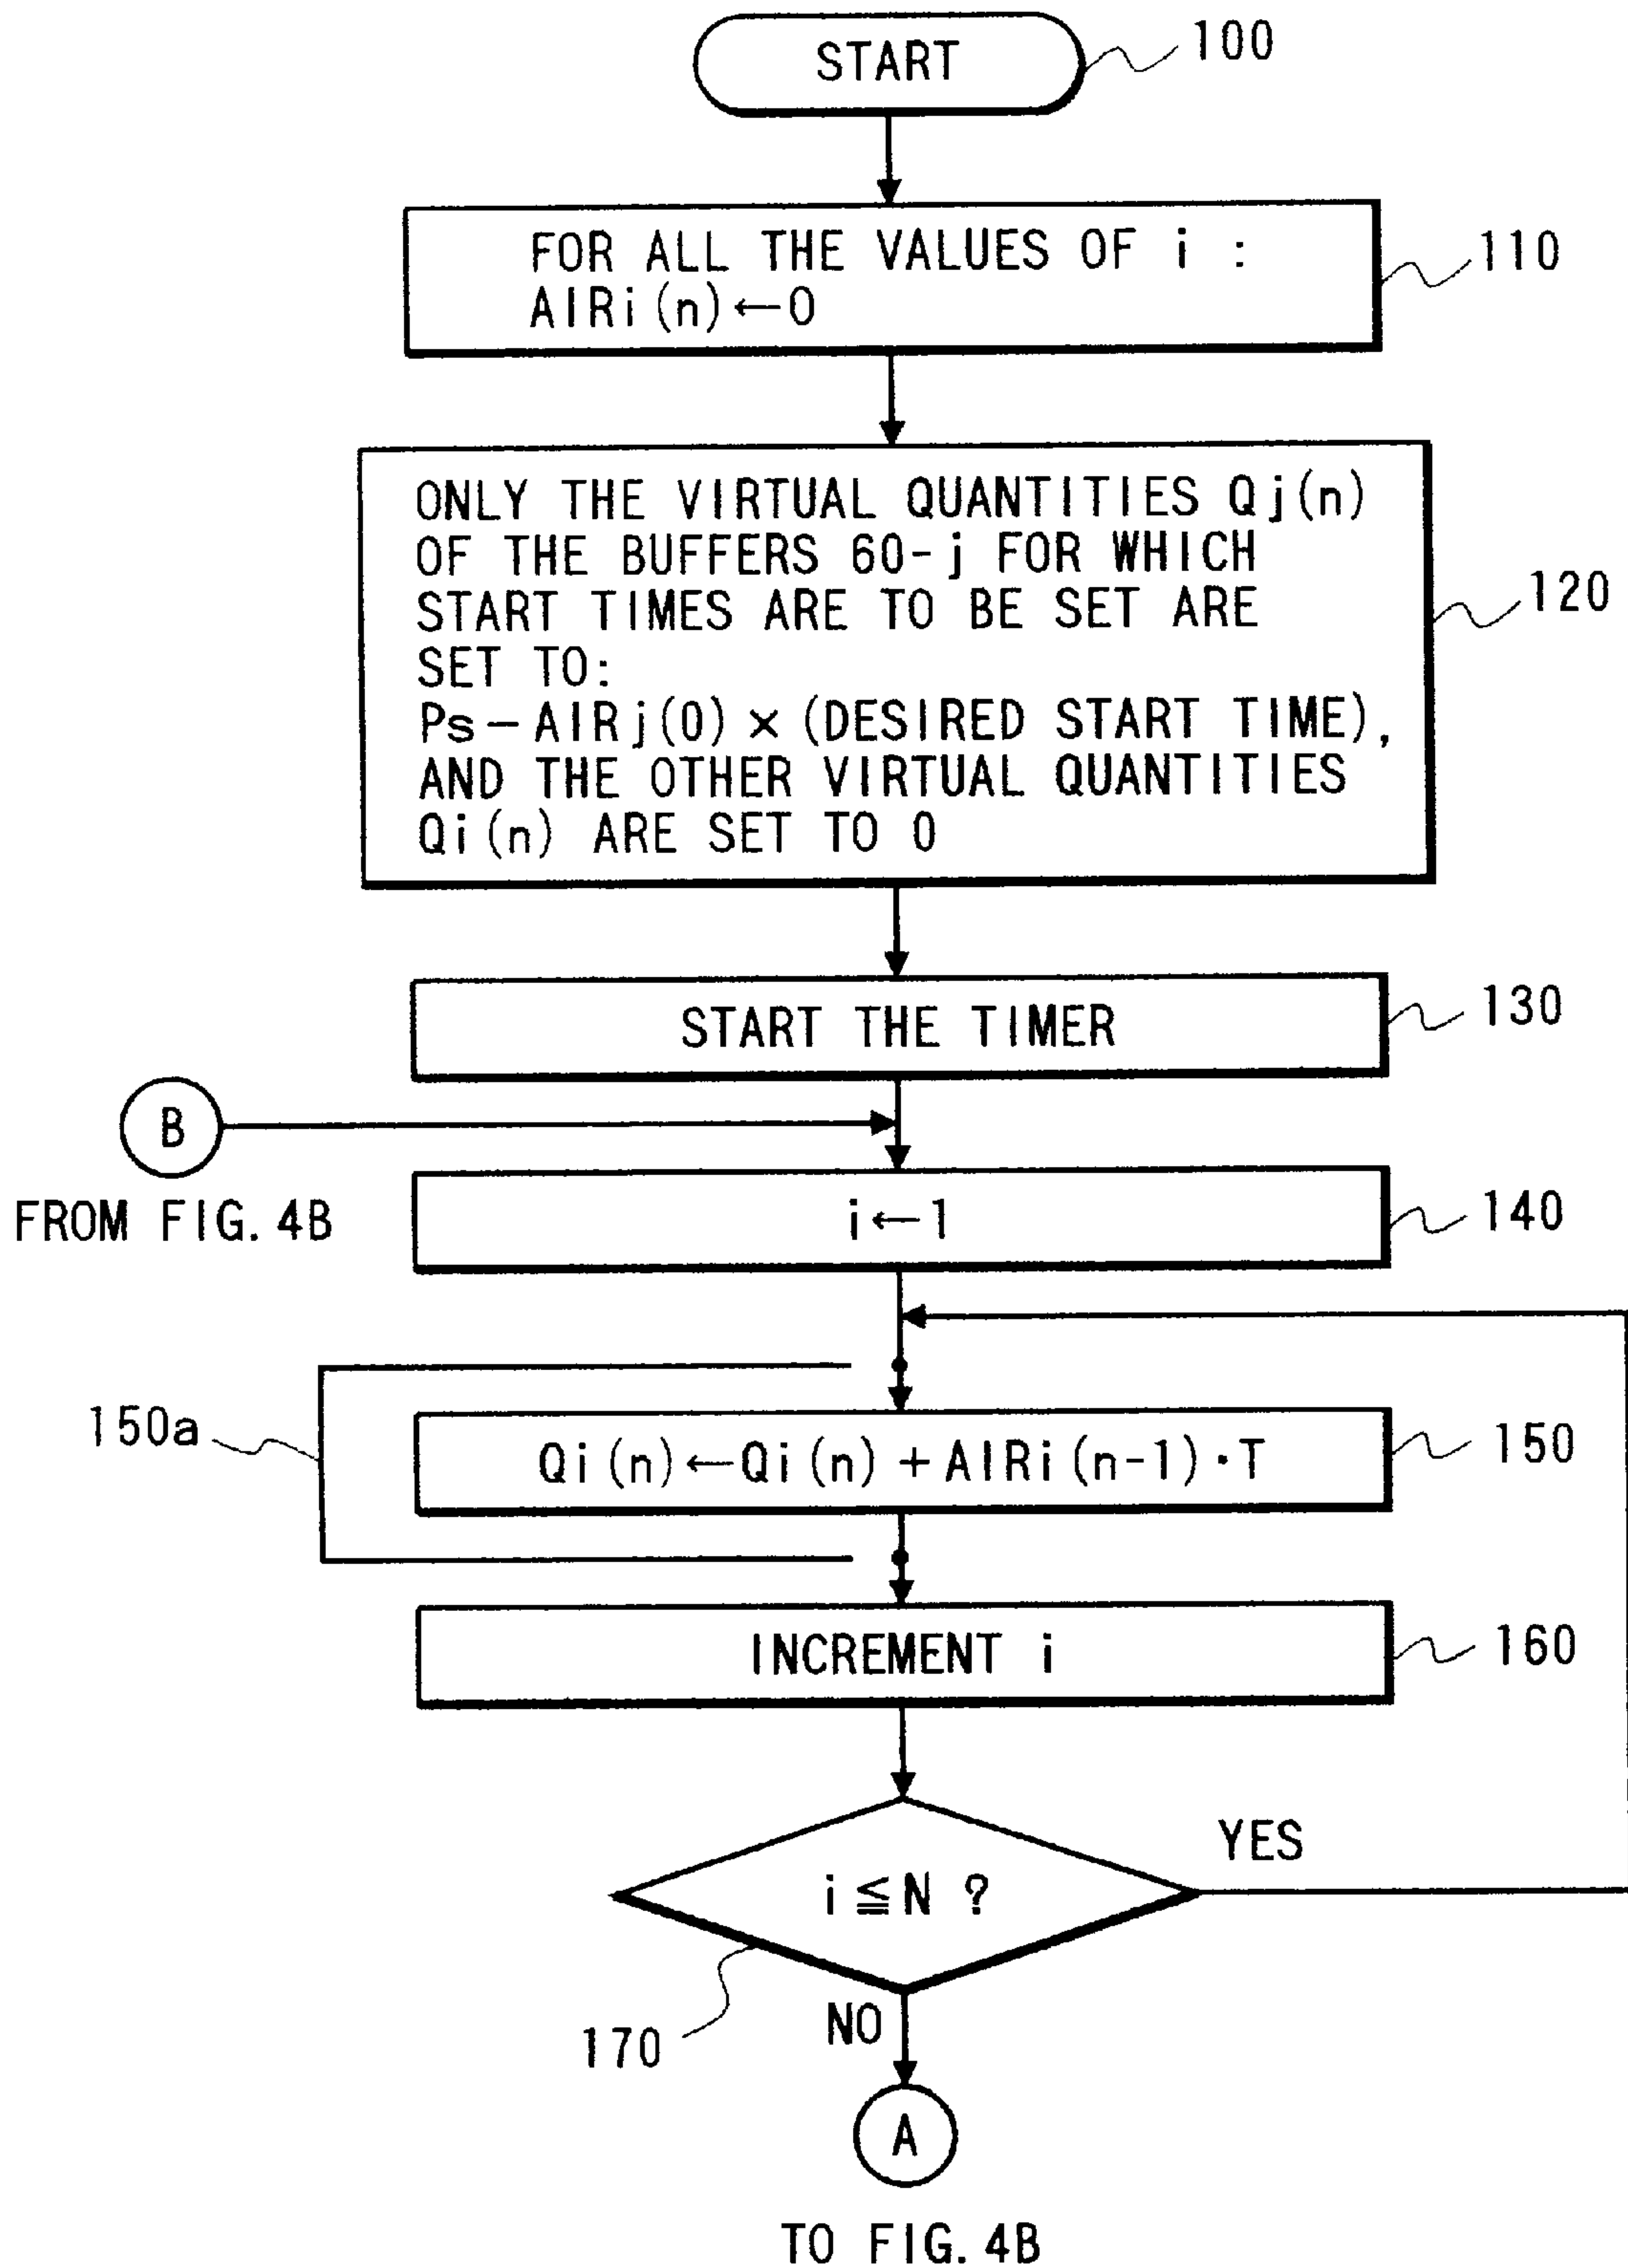 START
100
FOR ALL THE VALUES OF i :
AIRi(n)←0
110
ONLY THE VIRTUAL QUANTITIES Qj(n)
OF THE BUFFERS 60-j FOR WHICH
START TIMES ARE TO BE SET ARE
SET TO:
Ps-AIRj(0) × (DESIRED START TIME),
AND THE OTHER VIRTUAL QUANTITIES
Qi(n) ARE SET TO 0
120
START THE TIMER
130
B
FROM FIG. 4B
i←1
140
150a
Qi(n)←Qi(n)+AIRi(n-1)·T
150
INCREMENT i
160
i≦N ?
YES
170
NO
A
TO FIG. 4B